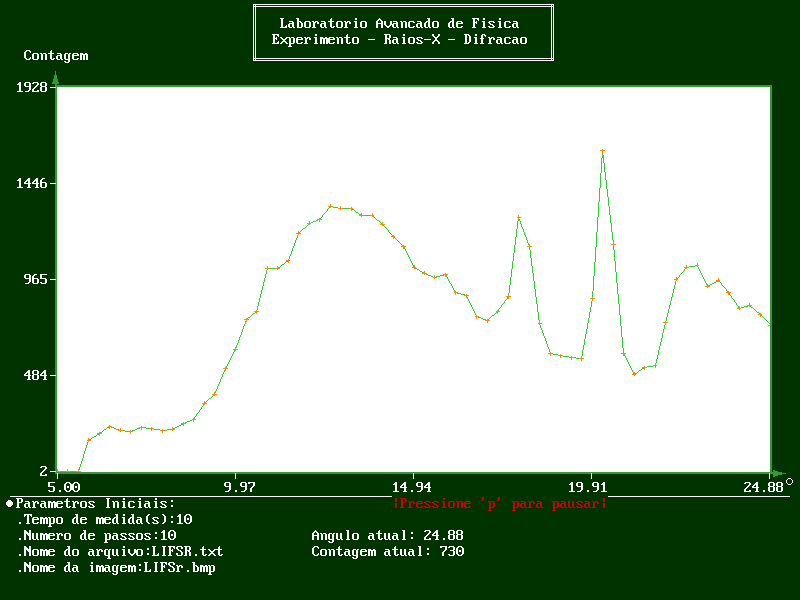 Laboratorio Avancado de Fisica
Experimento - Raios-X - Difracao
Contagem
1928
1446
965
484
2
5.00 9.97 14.94 19.91 24.88
Parametros Iniciais: ¡Pressione 'p' para pausar!
.Tempo de medida(s):10
.Numero de passos:10 Angulo atual: 24.88
.Nome do arquivo:LIFSR.txt Contagem atual: 730
.Nome da imagem:LIFSr.bmp